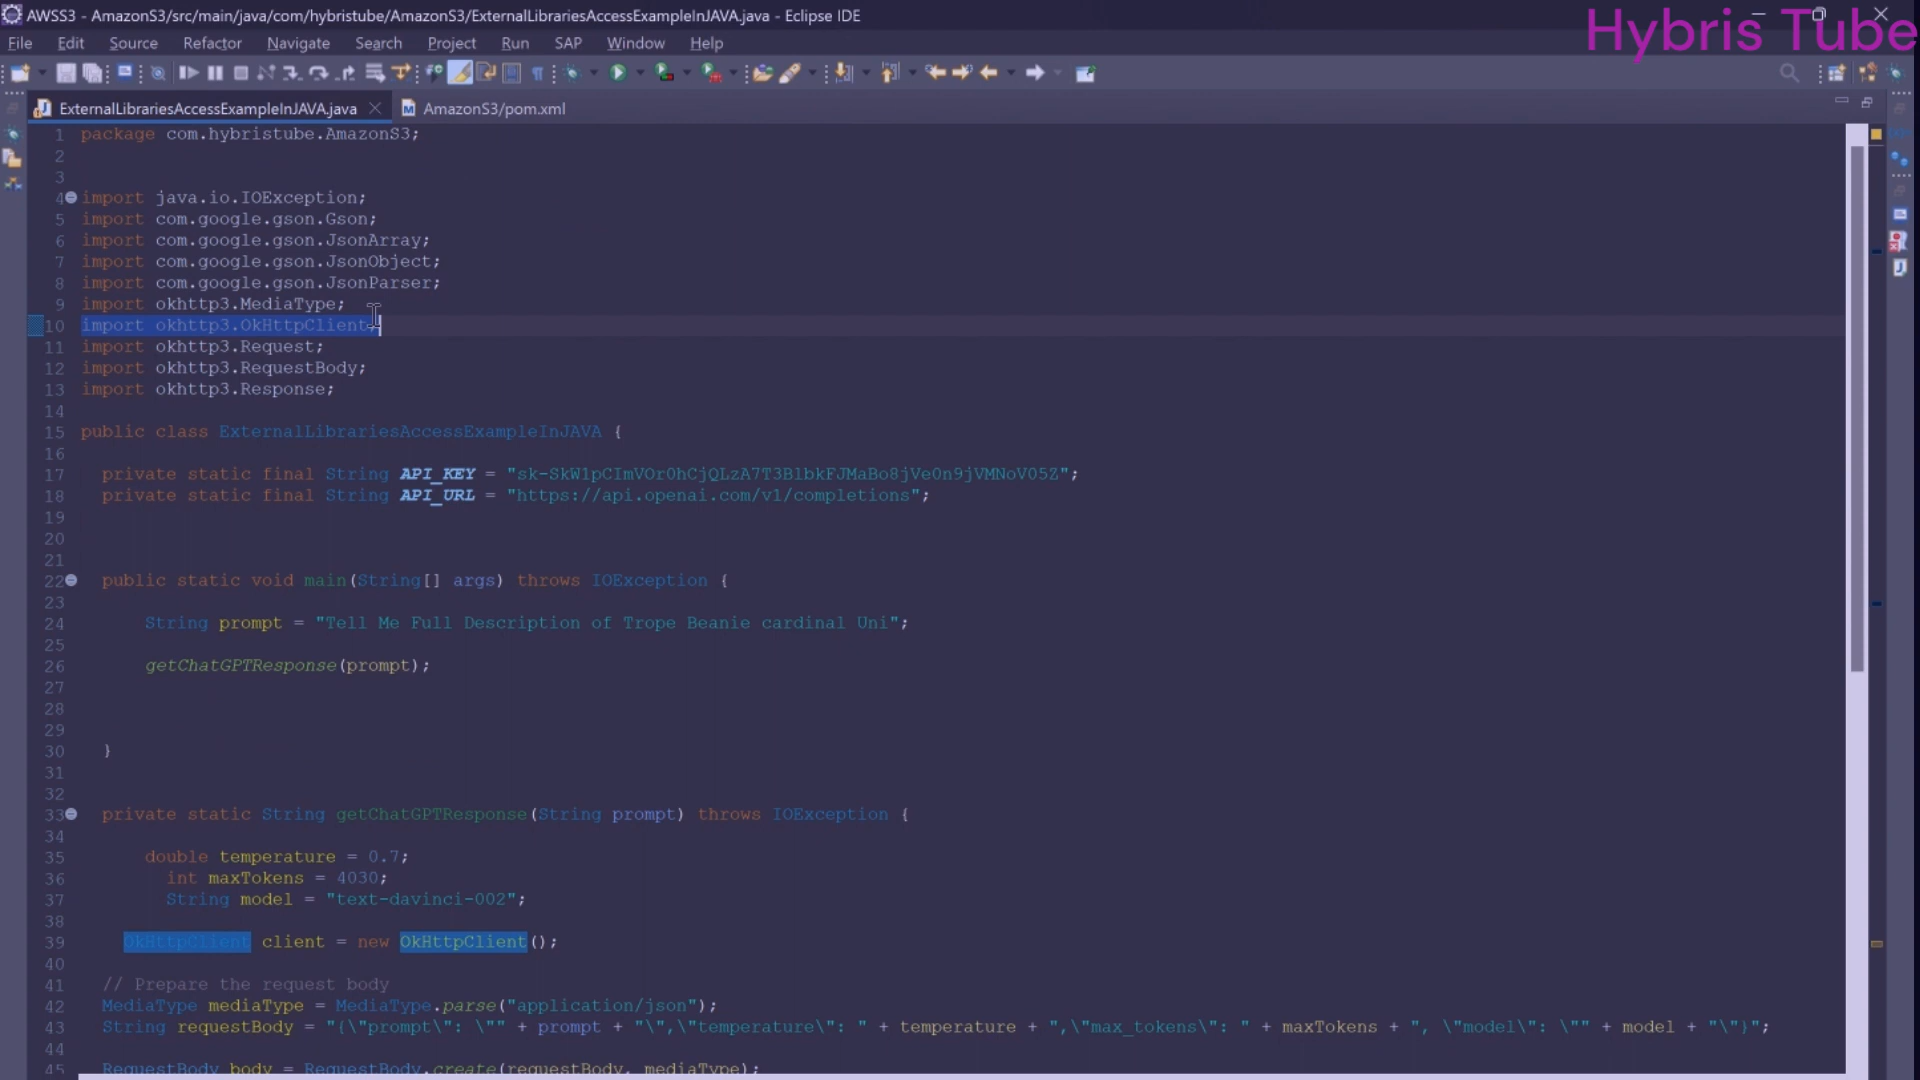 AWSS3 - AmazonS3/src/main/java/com/hybristube/AmazonS3/ExternalLibrariesAccessExampleInJAVA.java - Eclipse IDE
Hybris Tube
File Edit Source Refactor Navigate Search Project Run SAP Window Help
ExternalLibrariesAccessExampleInJAVA.java AmazonS3/pom.xml
1 package com.hybristube.AmazonS3;
2
3
4 import java.io.IOException;
5 import com.google.gson.Gson;
6 import com.google.gson.JsonArray;
7 import com.google.gson.JsonObject;
8 import com.google.gson.JsonParser;
9 import okhttp3.MediaType;
10 import okhttp3.OkHttpClient;
11 import okhttp3.Request;
12 import okhttp3.RequestBody;
13 import okhttp3.Response;
14
15 public class ExternalLibrariesAccessExampleInJAVA {
16
17 private static final String API_KEY = "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";
18 private static final String API_URL = "https://api.openai.com/v1/completions";
19
20
21
22 public static void main(String[] args) throws IOException {
23
24 String prompt = "Tell Me Full Description of Trope Beanie cardinal Uni";
25
26 getChatGPTResponse(prompt);
27
28
29
30 }
31
32
33 private static String getChatGPTResponse(String prompt) throws IOException {
34
35 double temperature = 0.7;
36 int maxTokens = 4030;
37 String model = "text-davinci-002";
38
39 OkHttpClient client = new OkHttpClient();
40
41 // Prepare the request body
42 MediaType mediaType = MediaType.parse("application/json");
43 String requestBody = "{\"prompt\": \"" + prompt + "\",\"temperature\": " + temperature + ",\"max_tokens\": " + maxTokens + ", \"model\": \"" + model + "\"}";
44
45 RequestBody body = RequestBody.create(requestBody, mediaType);